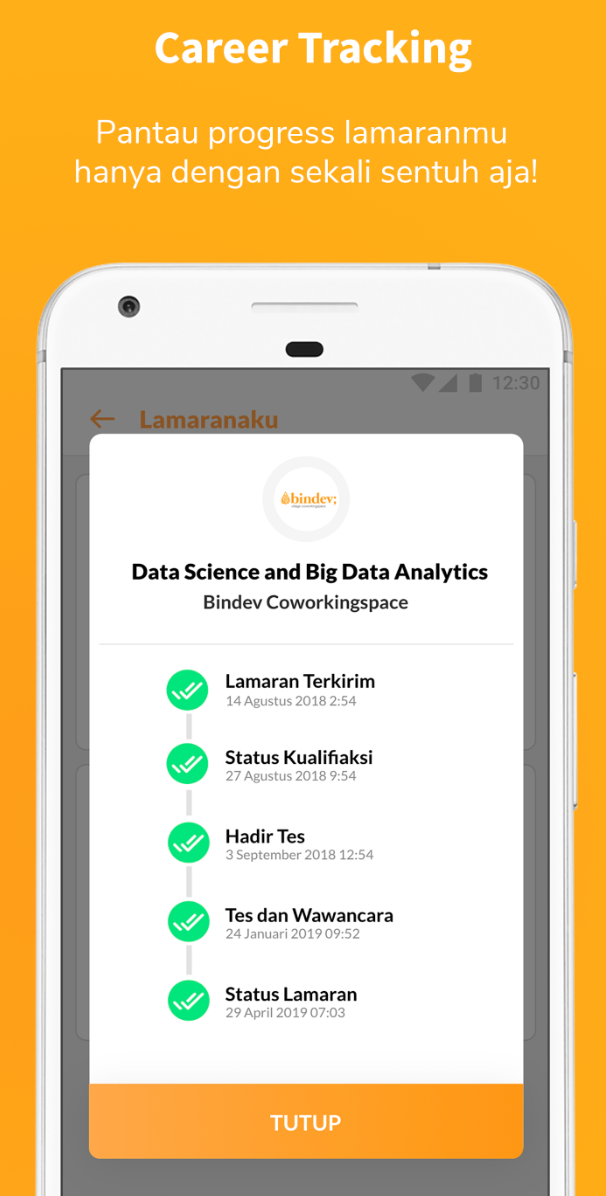 Career Tracking
Pantau progress lamaranmu
hanya dengan sekali sentuh aja!
12:30
Lamaranaku
bindev;
Data Science and Big Data Analytics
Bindev Coworkingspace
Lamaran Terkirim
14 Agustus 2018 2:54
Status Kualifiaksi
27 Agustus 2018 9:54
Hadir Tes
3 September 2018 12:54
Tes dan Wawancara
24 Januari 2019 09:52
Status Lamaran
29 April 2019 07:03
TUTUP